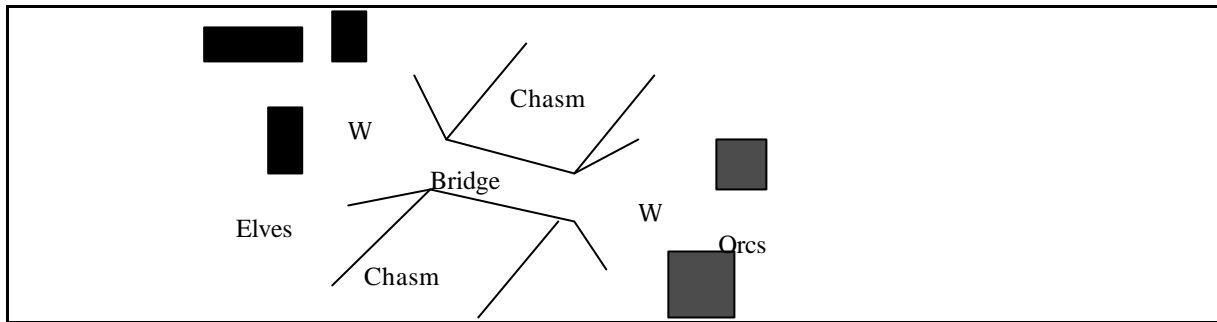 Chasm
W
Bridge
W
Elves
Orcs
Chasm